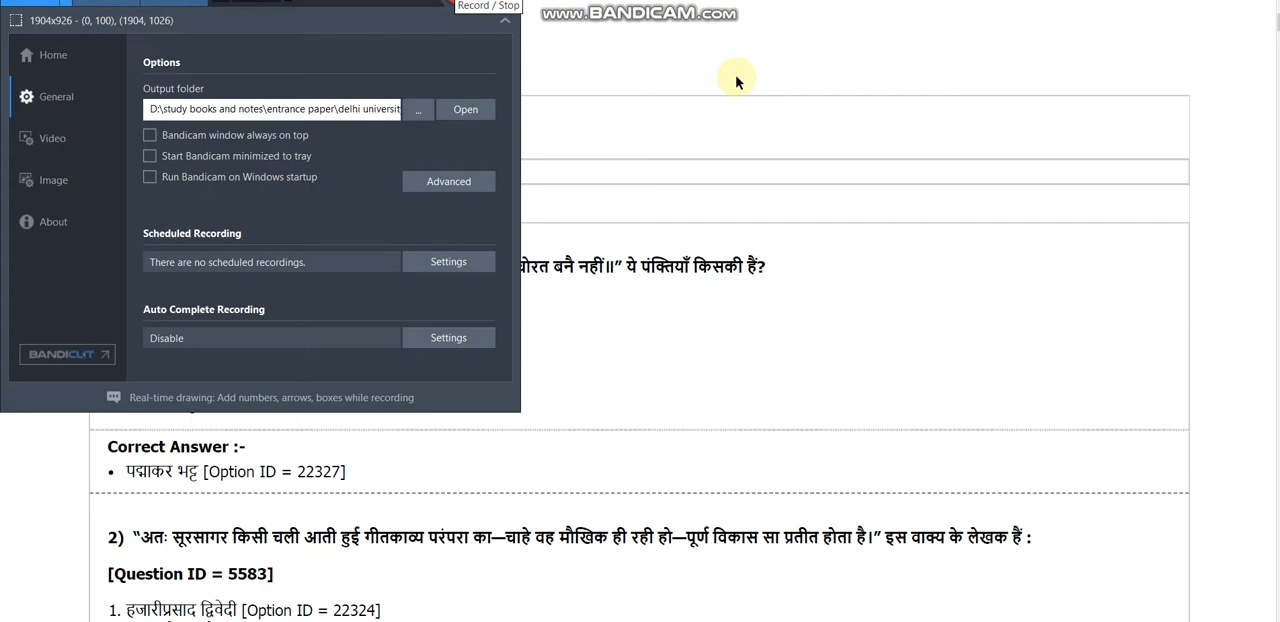 Record / Stop
1904x926 - (0, 100), (1904, 1026)
www.BANDICAM.com
Home
General
Video
Image
About
BANDICUT
Options
Output folder
D:\study books and notes\entrance paper\delhi universit
...
Open
Bandicam window always on top
Start Bandicam minimized to tray
Run Bandicam on Windows startup
Advanced
Scheduled Recording
There are no scheduled recordings.
Settings
Auto Complete Recording
Disable
Settings
Real-time drawing: Add numbers, arrows, boxes while recording
बनै नहीं॥” ये पंक्तियाँ किसकी हैं?
Correct Answer :-
• पद्माकर भट्ट [Option ID = 22327]
2) “अतः सूरसागर किसी चली आती हुई गीतकाव्य परंपरा का—चाहे वह मौखिक ही रही हो—पूर्ण विकास सा प्रतीत होता है।” इस वाक्य के लेखक हैं :
[Question ID = 5583]
1. हजारीप्रसाद द्विवेदी [Option ID = 22324]